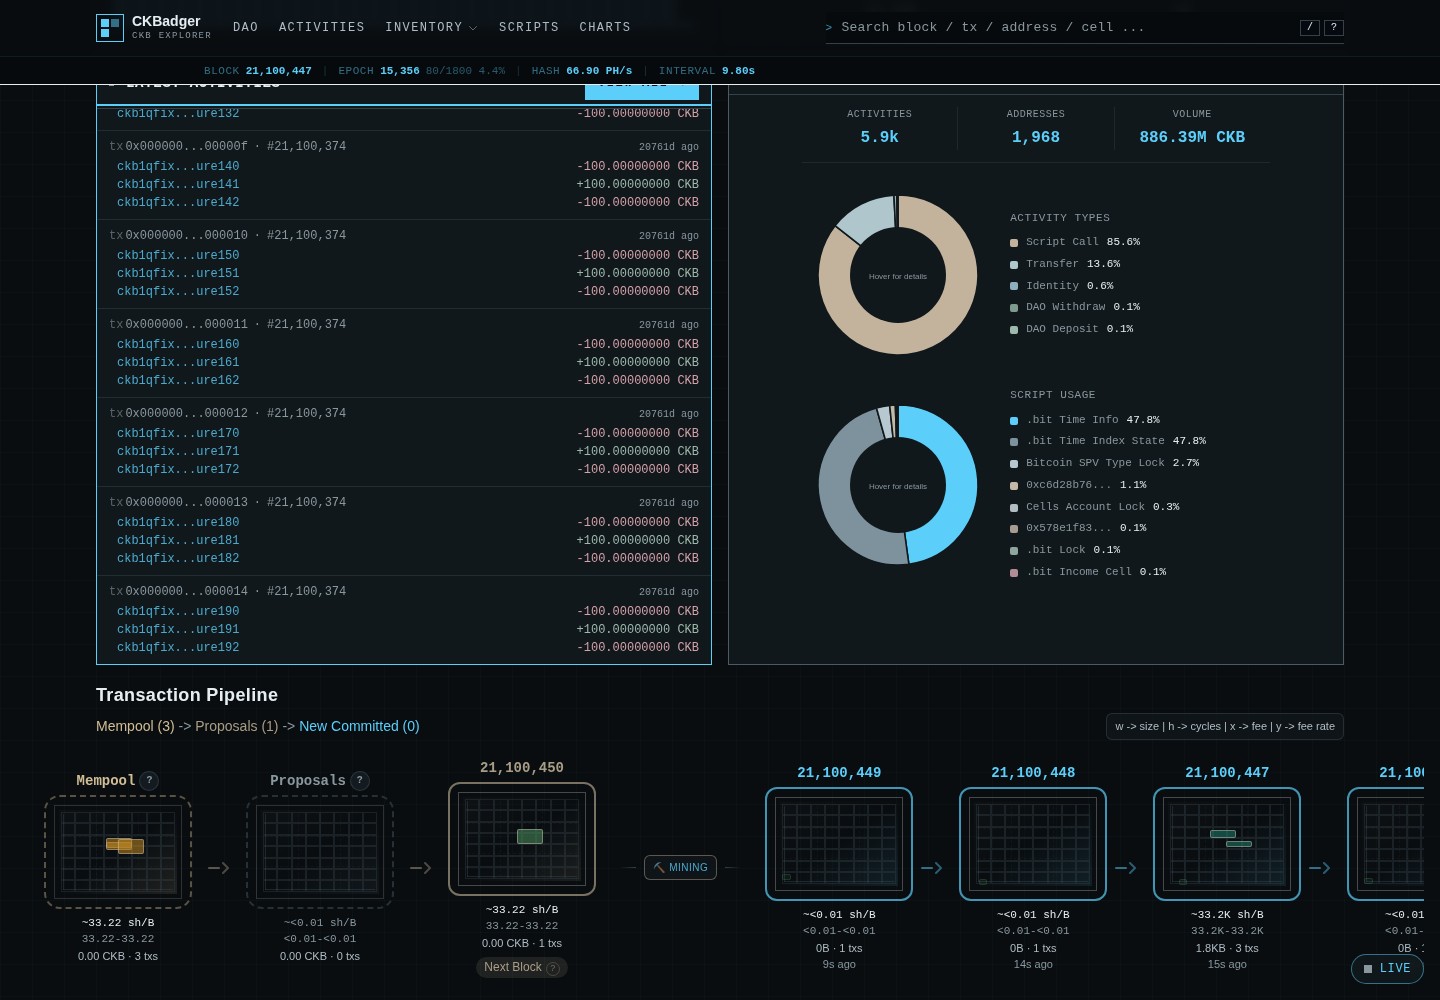 CKBadger
CKB EXPLORER
DAO ACTIVITIES INVENTORY SCRIPTS CHARTS
> Search block / tx / address / cell ... / ?
BLOCK 21,100,447 | EPOCH 15,356 80/1800 4.4% | HASH 66.90 PH/s | INTERVAL 9.80s
ckb1qfix...ure132 -100.00000000 CKB
tx 0x000000...00000f · #21,100,374 20761d ago
ckb1qfix...ure140 -100.00000000 CKB
ckb1qfix...ure141 +100.00000000 CKB
ckb1qfix...ure142 -100.00000000 CKB
tx 0x000000...000010 · #21,100,374 20761d ago
ckb1qfix...ure150 -100.00000000 CKB
ckb1qfix...ure151 +100.00000000 CKB
ckb1qfix...ure152 -100.00000000 CKB
tx 0x000000...000011 · #21,100,374 20761d ago
ckb1qfix...ure160 -100.00000000 CKB
ckb1qfix...ure161 +100.00000000 CKB
ckb1qfix...ure162 -100.00000000 CKB
tx 0x000000...000012 · #21,100,374 20761d ago
ckb1qfix...ure170 -100.00000000 CKB
ckb1qfix...ure171 +100.00000000 CKB
ckb1qfix...ure172 -100.00000000 CKB
tx 0x000000...000013 · #21,100,374 20761d ago
ckb1qfix...ure180 -100.00000000 CKB
ckb1qfix...ure181 +100.00000000 CKB
ckb1qfix...ure182 -100.00000000 CKB
tx 0x000000...000014 · #21,100,374 20761d ago
ckb1qfix...ure190 -100.00000000 CKB
ckb1qfix...ure191 +100.00000000 CKB
ckb1qfix...ure192 -100.00000000 CKB
ACTIVITIES ADDRESSES VOLUME
5.9k 1,968 886.39M CKB
Hover for details
ACTIVITY TYPES
Script Call 85.6%
Transfer 13.6%
Identity 0.6%
DAO Withdraw 0.1%
DAO Deposit 0.1%
Hover for details
SCRIPT USAGE
.bit Time Info 47.8%
.bit Time Index State 47.8%
Bitcoin SPV Type Lock 2.7%
0xc6d28b76... 1.1%
Cells Account Lock 0.3%
0x578e1f83... 0.1%
.bit Lock 0.1%
.bit Income Cell 0.1%
Transaction Pipeline
Mempool (3) -> Proposals (1) -> New Committed (0)
w -> size | h -> cycles | x -> fee | y -> fee rate
Mempool ?
~33.22 sh/B
33.22-33.22
0.00 CKB · 3 txs
Proposals ?
~<0.01 sh/B
<0.01-<0.01
0.00 CKB · 0 txs
21,100,450
~33.22 sh/B
33.22-33.22
0.00 CKB · 1 txs
Next Block ?
MINING
21,100,449
~<0.01 sh/B
<0.01-<0.01
0B · 1 txs
9s ago
21,100,448
~<0.01 sh/B
<0.01-<0.01
0B · 1 txs
14s ago
21,100,447
~33.2K sh/B
33.2K-33.2K
1.8KB · 3 txs
15s ago
21,100
~<0.01
<0.01-
0B · 1
LIVE